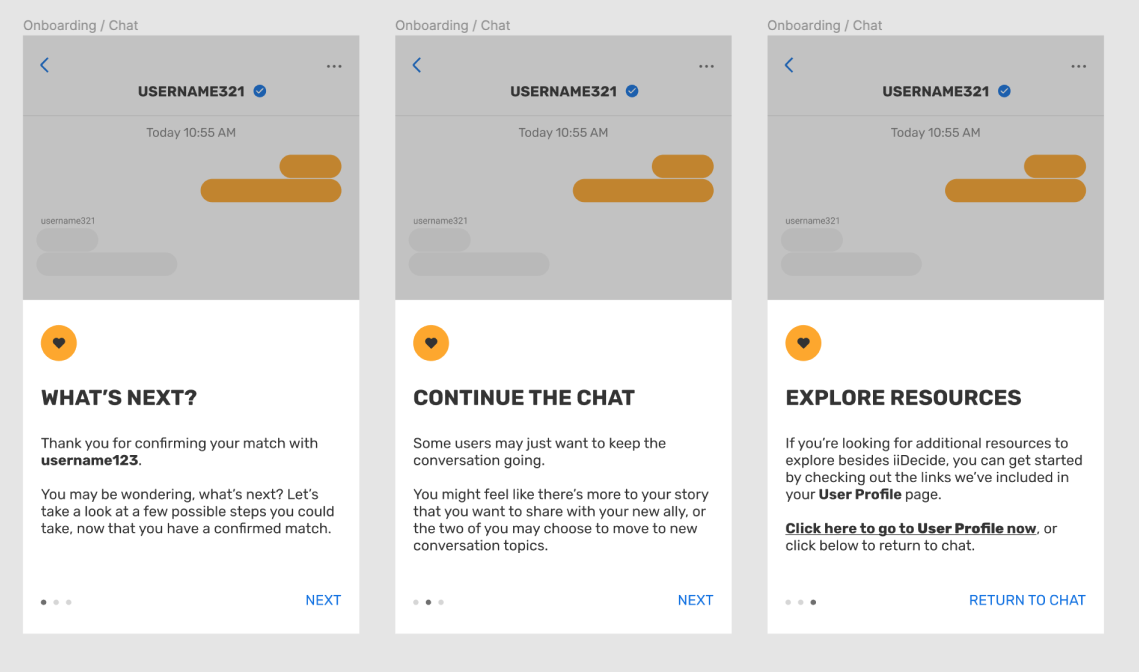 Onboarding / Chat
USERNAME321
Today 10:55 AM
username321
WHAT'S NEXT?
Thank you for confirming your match with
username123.
You may be wondering, what's next? Let's
take a look at a few possible steps you could
take, now that you have a confirmed match.
NEXT
Onboarding / Chat
USERNAME321
Today 10:55 AM
username321
CONTINUE THE CHAT
Some users may just want to keep the
conversation going.
You might feel like there's more to your story
that you want to share with your new ally, or
the two of you may choose to move to new
conversation topics.
NEXT
Onboarding / Chat
USERNAME321
Today 10:55 AM
username321
EXPLORE RESOURCES
If you're looking for additional resources to
explore besides iiDecide, you can get started
by checking out the links we've included in
your User Profile page.
Click here to go to User Profile now, or
click below to return to chat.
RETURN TO CHAT